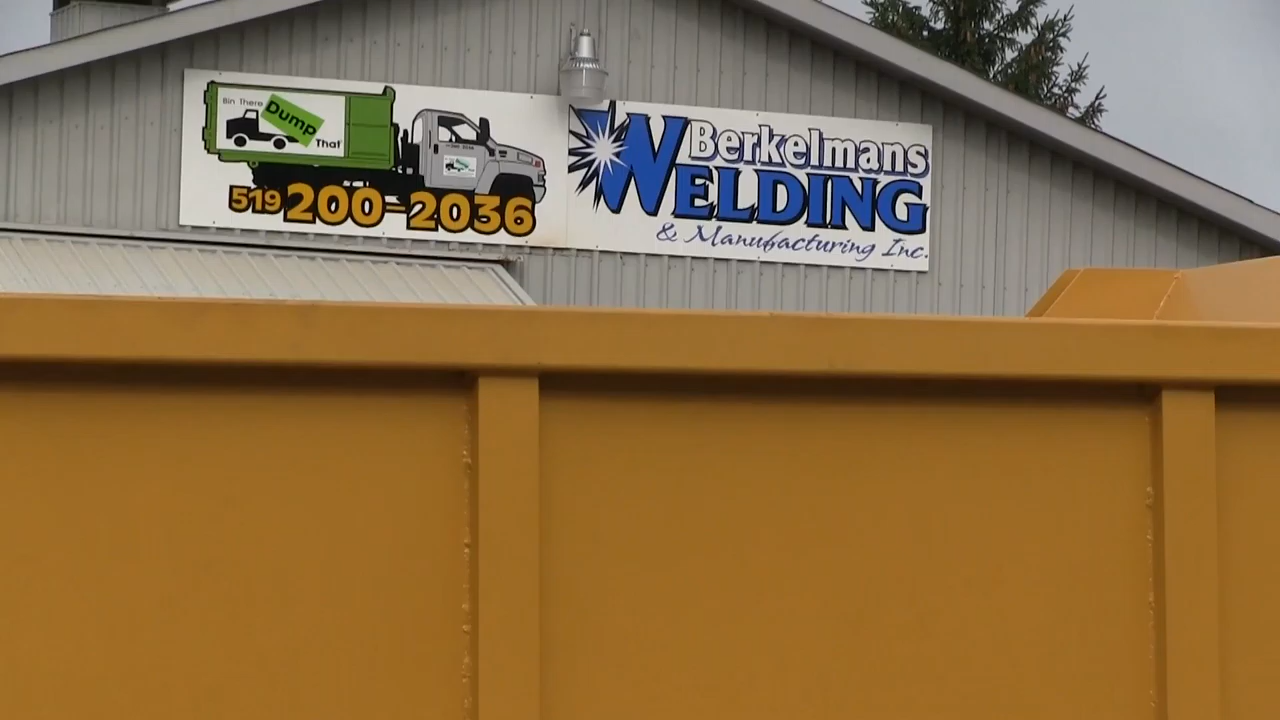 Bin There
Dump
That
519 200-2036
Berkelmans
WELDING
& Manufacturing Inc.